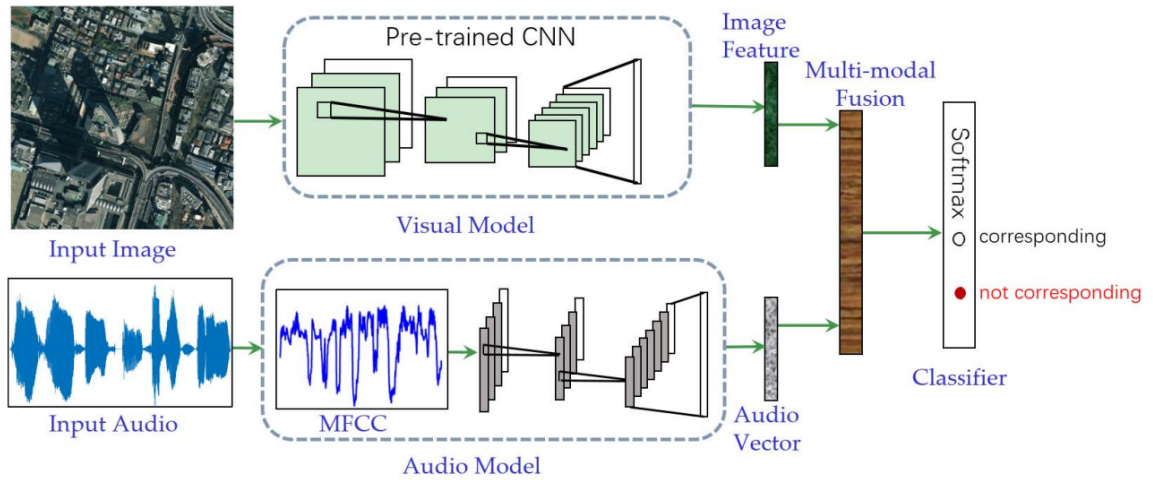 Pre-trained CNN
Image
Feature
Multi-modal
Fusion
Softmax
Visual Model
Input Image
corresponding
not corresponding
MFCC
Input Audio
Audio Model
Audio
Vector
Classifier